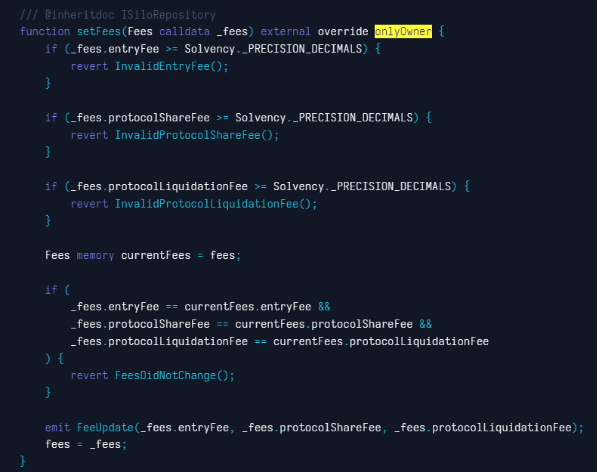 /// @inheritdoc ISiloRepository
function setFees(Fees calldata _fees) external override onlyOwner {
if (_fees.entryFee >= Solvency._PRECISION_DECIMALS) {
revert InvalidEntryFee();
}
if (_fees.protocolShareFee >= Solvency._PRECISION_DECIMALS) {
revert InvalidProtocolShareFee();
}
if (_fees.protocolLiquidationFee >= Solvency._PRECISION_DECIMALS) {
revert InvalidProtocolLiquidationFee();
}
Fees memory currentFees = fees;
if (
_fees.entryFee == currentFees.entryFee &&
_fees.protocolShareFee == currentFees.protocolShareFee &&
_fees.protocolLiquidationFee == currentFees.protocolLiquidationFee
) {
revert FeesDidNotChange();
}
emit FeeUpdate(_fees.entryFee, _fees.protocolShareFee, _fees.protocolLiquidationFee);
fees = _fees;
}